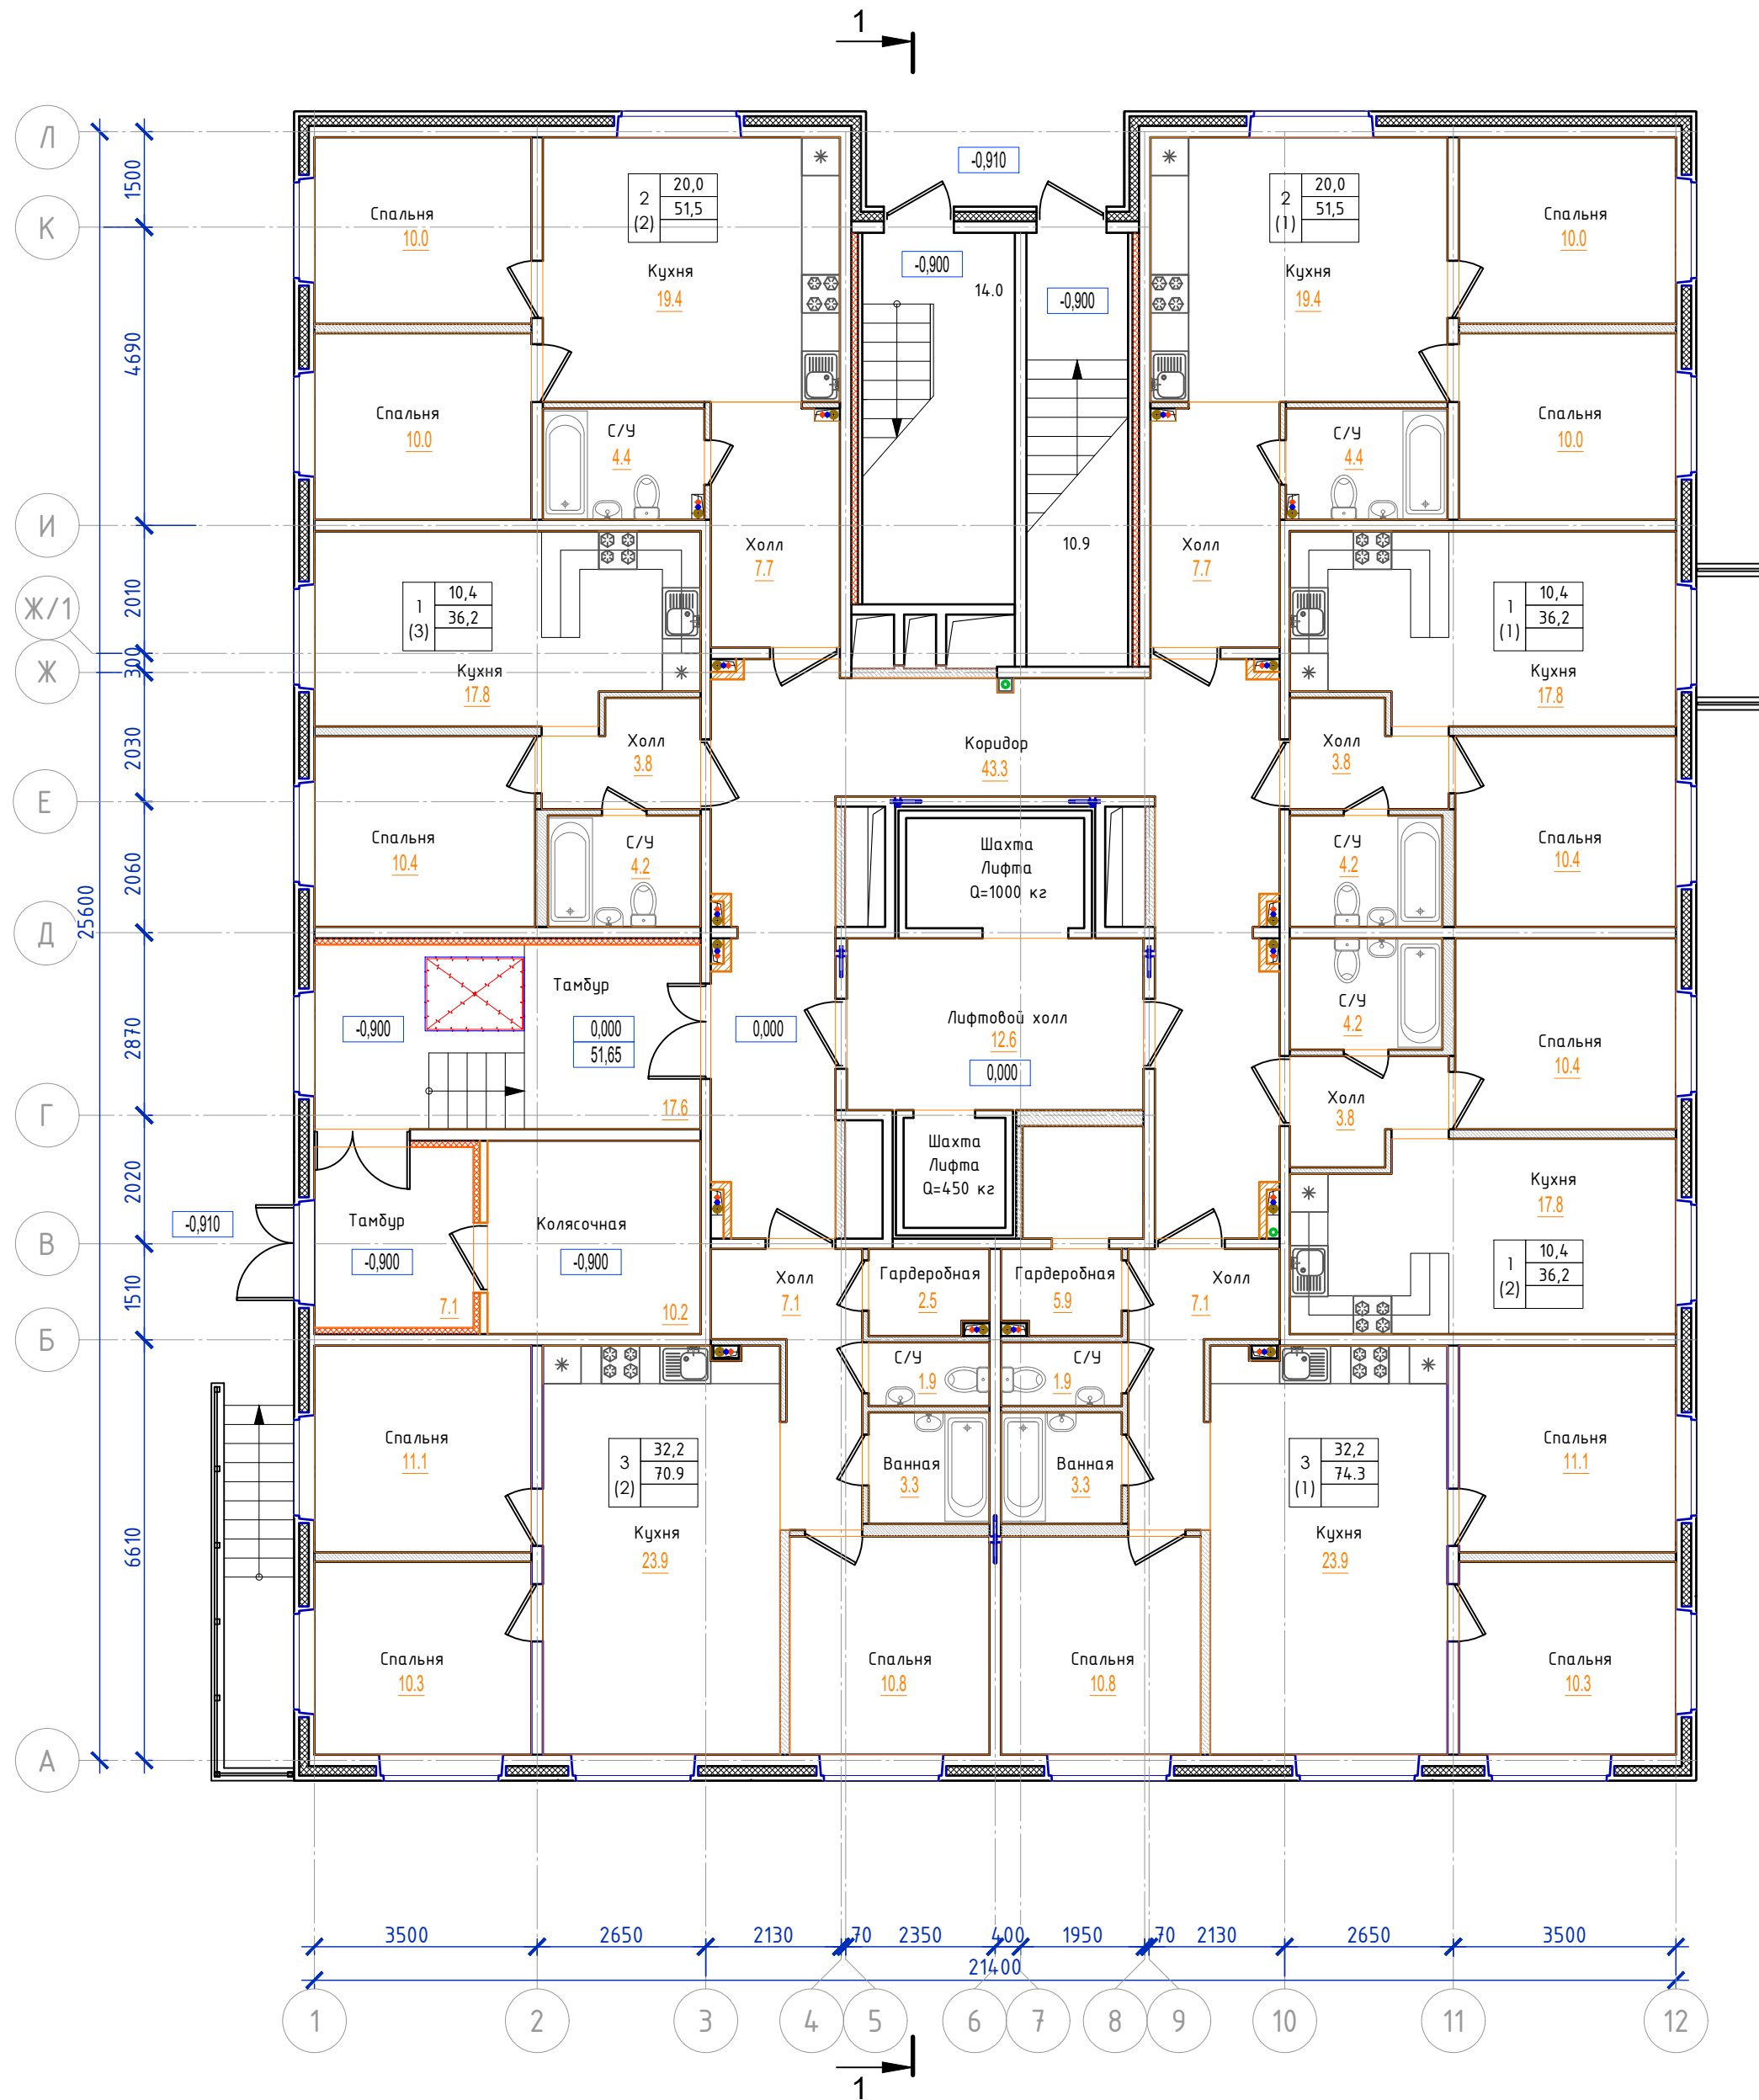 1
Л
К
И
Ж/1
Ж
Е
Д
Г
В
Б
А
1500
4690
2010
300
2030
2060
2870
2020
1510
6610
25600
-0,910
Спальня
10.0
2
(2)
20,0
51,5
Кухня
19.4
-0,900
14.0
-0,900
2
(1)
20,0
51,5
Кухня
19.4
Спальня
10.0
Спальня
10.0
С/У
4.4
С/У
4.4
Спальня
10.0
Холл
7.7
10.9
Холл
7.7
1
(3)
10,4
36,2
Кухня
17.8
1
(1)
10,4
36,2
Кухня
17.8
Холл
3.8
Коридор
43.3
Холл
3.8
Спальня
10.4
С/У
4.2
Шахта
Лифта
Q=1000 кг
С/У
4.2
Спальня
10.4
Тамбур
-0,900
0,000
51,65
17.6
0,000
Лифтовой холл
12.6
0,000
С/У
4.2
Спальня
10.4
Холл
3.8
Шахта
Лифта
Q=450 кг
Кухня
17.8
1
(2)
10,4
36,2
-0,910
Тамбур
-0,900
7.1
Колясочная
-0,900
10.2
Холл
7.1
Гардеробная
2.5
Гардеробная
5.9
Холл
7.1
С/У
1.9
С/У
1.9
Спальня
11.1
3
(2)
32,2
70.9
Кухня
23.9
Ванная
3.3
Ванная
3.3
3
(1)
32,2
74.3
Кухня
23.9
Спальня
11.1
Спальня
10.3
Спальня
10.8
Спальня
10.8
Спальня
10.3
3500
2650
2130
70
2350
400
1950
70
2130
2650
3500
21400
1
2
3
4
5
6
7
8
9
10
11
12
1